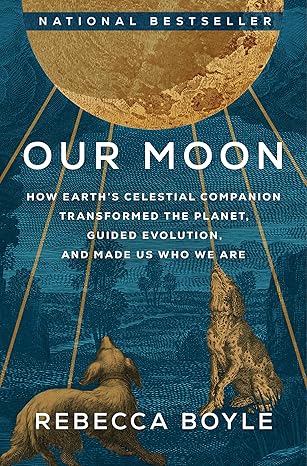 NATIONAL BESTSELLER
OUR MOON
HOW EARTH'S CELESTIAL COMPANION
TRANSFORMED THE PLANET,
GUIDED EVOLUTION,
AND MADE US WHO WE ARE
REBECCA BOYLE